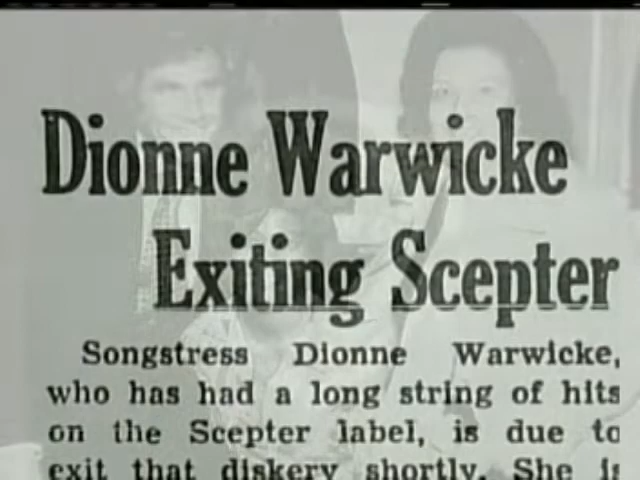 Dionne Warwicke
Exiting Scepter
Songstress Dionne Warwicke,
who has had a long string of hits
on the Scepter label, is due to
exit that diskery shortly. She is